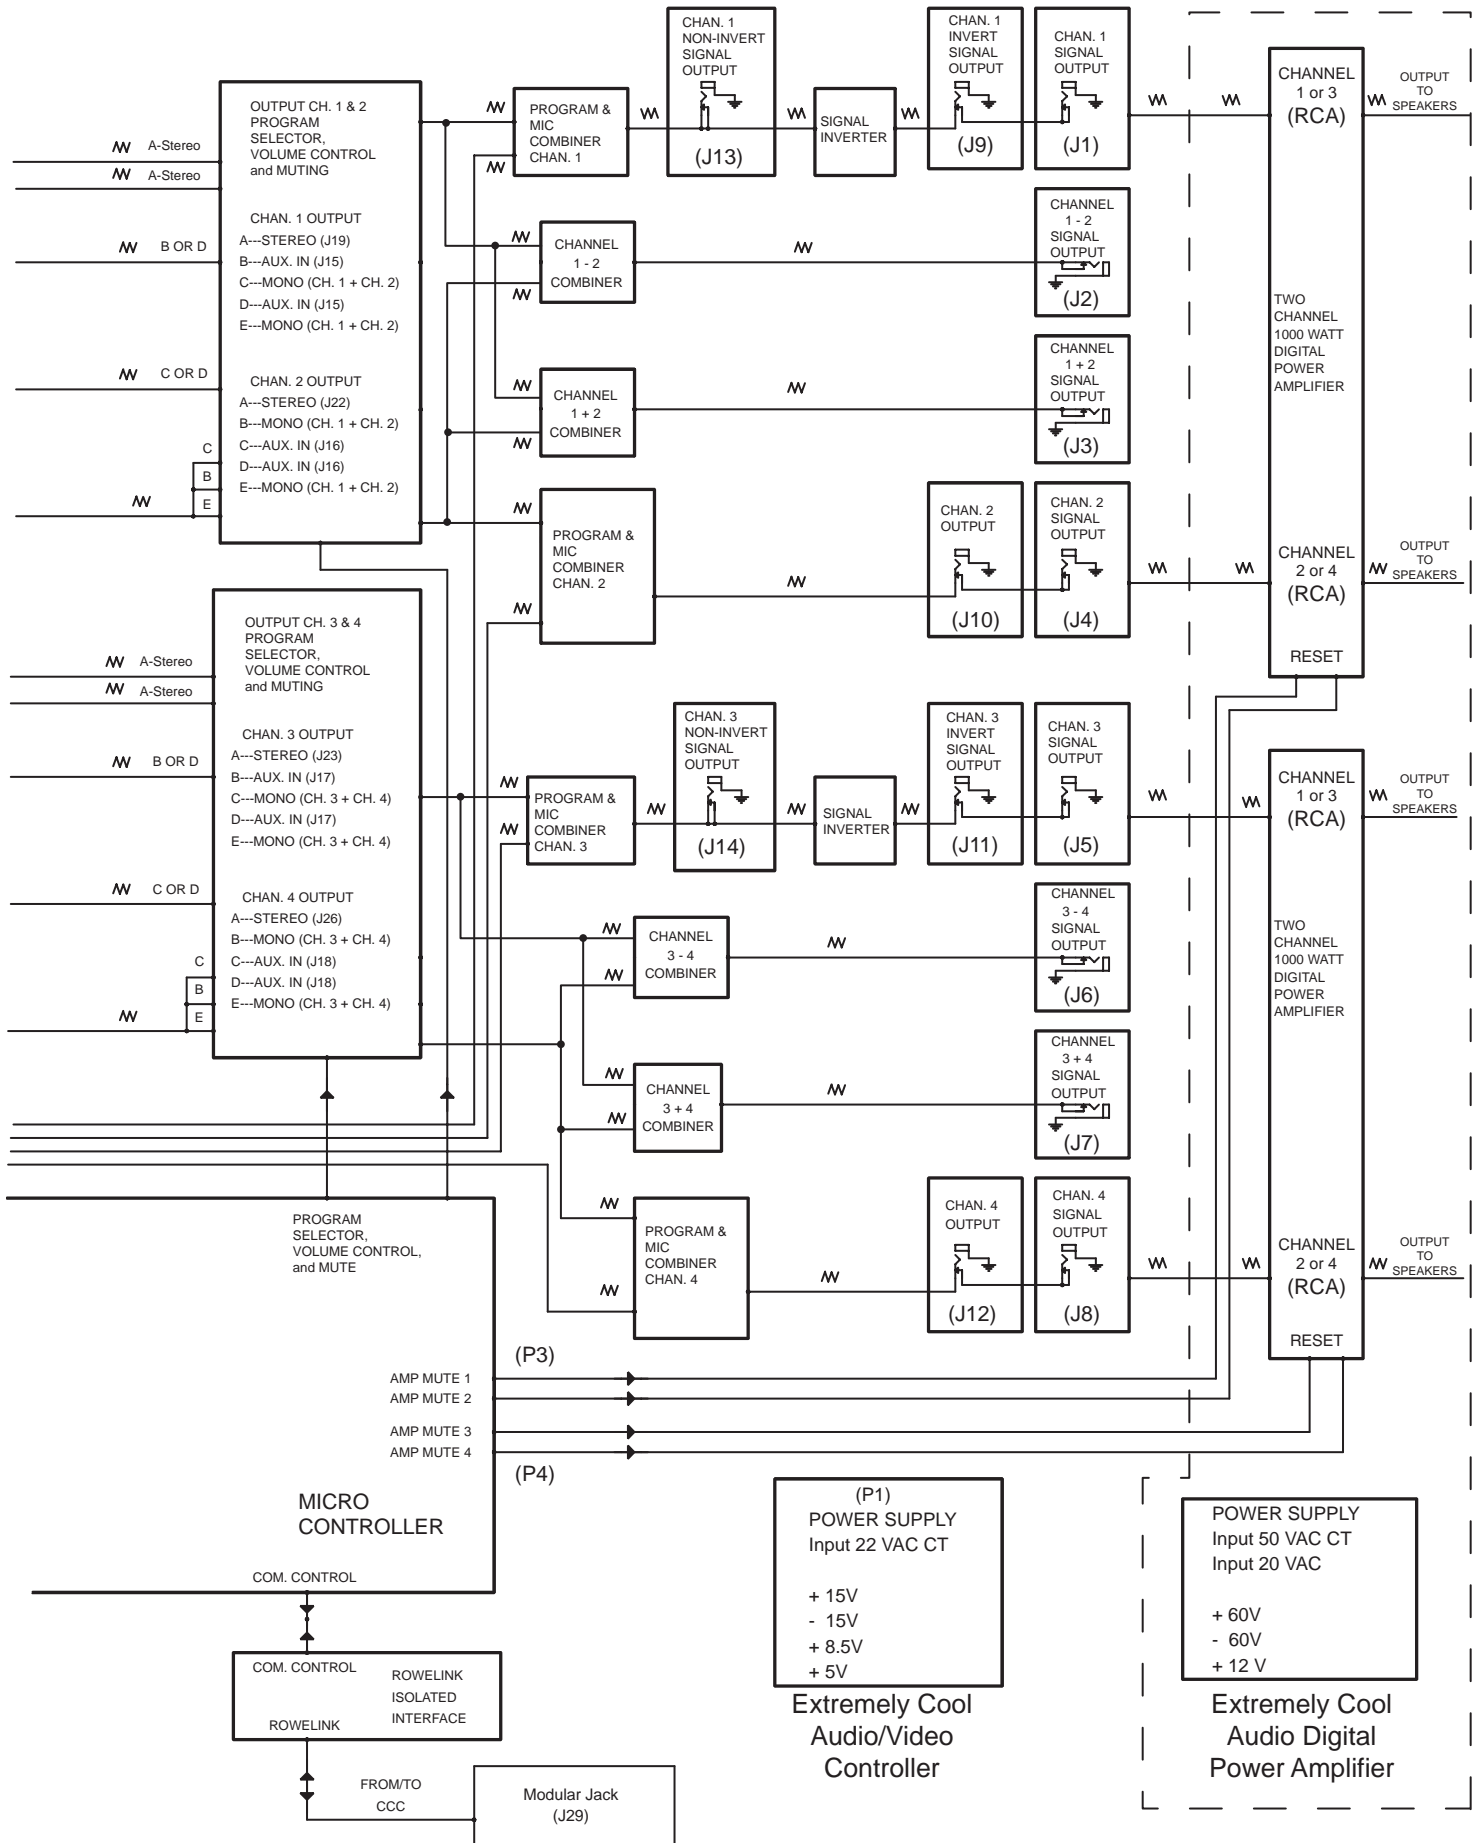 CHAN. 1
NON-INVERT
SIGNAL
OUTPUT
(J13)
CHAN. 1
INVERT
SIGNAL
OUTPUT
(J9)
CHAN. 1
SIGNAL
OUTPUT
(J1)
CHANNEL
1 or 3
(RCA)
OUTPUT
TO
SPEAKERS
OUTPUT CH. 1 & 2
PROGRAM
SELECTOR,
VOLUME CONTROL
and MUTING
A-Stereo
A-Stereo
B OR D
C OR D
C
B
E
CHAN. 1 OUTPUT
A---STEREO (J19)
B---AUX. IN (J15)
C---MONO (CH. 1 + CH. 2)
D---AUX. IN (J15)
E---MONO (CH. 1 + CH. 2)
CHAN. 2 OUTPUT
A---STEREO (J22)
B---MONO (CH. 1 + CH. 2)
C---AUX. IN (J16)
D---AUX. IN (J16)
E---MONO (CH. 1 + CH. 2)
PROGRAM &
MIC
COMBINER
CHAN. 1
SIGNAL
INVERTER
CHANNEL
1 - 2
COMBINER
CHANNEL
1 - 2
SIGNAL
OUTPUT
(J2)
CHANNEL
1 + 2
COMBINER
CHANNEL
1 + 2
SIGNAL
OUTPUT
(J3)
TWO
CHANNEL
1000 WATT
DIGITAL
POWER
AMPLIFIER
PROGRAM &
MIC
COMBINER
CHAN. 2
CHAN. 2
OUTPUT
(J10)
CHAN. 2
SIGNAL
OUTPUT
(J4)
CHANNEL
2 or 4
(RCA)
RESET
OUTPUT
TO
SPEAKERS
OUTPUT CH. 3 & 4
PROGRAM
SELECTOR,
VOLUME CONTROL
and MUTING
A-Stereo
A-Stereo
B OR D
C OR D
C
B
E
CHAN. 3 OUTPUT
A---STEREO (J23)
B---AUX. IN (J17)
C---MONO (CH. 3 + CH. 4)
D---AUX. IN (J17)
E---MONO (CH. 3 + CH. 4)
CHAN. 4 OUTPUT
A---STEREO (J26)
B---MONO (CH. 3 + CH. 4)
C---AUX. IN (J18)
D---AUX. IN (J18)
E---MONO (CH. 3 + CH. 4)
PROGRAM &
MIC
COMBINER
CHAN. 3
CHAN. 3
NON-INVERT
SIGNAL
OUTPUT
(J14)
SIGNAL
INVERTER
CHAN. 3
INVERT
SIGNAL
OUTPUT
(J11)
CHAN. 3
SIGNAL
OUTPUT
(J5)
CHANNEL
1 or 3
(RCA)
OUTPUT
TO
SPEAKERS
CHANNEL
3 - 4
COMBINER
CHANNEL
3 - 4
SIGNAL
OUTPUT
(J6)
TWO
CHANNEL
1000 WATT
DIGITAL
POWER
AMPLIFIER
CHANNEL
3 + 4
COMBINER
CHANNEL
3 + 4
SIGNAL
OUTPUT
(J7)
PROGRAM &
MIC
COMBINER
CHAN. 4
CHAN. 4
OUTPUT
(J12)
CHAN. 4
SIGNAL
OUTPUT
(J8)
CHANNEL
2 or 4
(RCA)
RESET
OUTPUT
TO
SPEAKERS
PROGRAM
SELECTOR,
VOLUME CONTROL,
and MUTE
(P3)
AMP MUTE 1
AMP MUTE 2
AMP MUTE 3
AMP MUTE 4
(P4)
MICRO
CONTROLLER
COM. CONTROL
COM. CONTROL
ROWELINK
ISOLATED
INTERFACE
ROWELINK
FROM/TO
CCC
Modular Jack
(J29)
(P1)
POWER SUPPLY
Input 22 VAC CT
+ 15V
- 15V
+ 8.5V
+ 5V
Extremely Cool
Audio/Video
Controller
POWER SUPPLY
Input 50 VAC CT
Input 20 VAC
+ 60V
- 60V
+ 12 V
Extremely Cool
Audio Digital
Power Amplifier